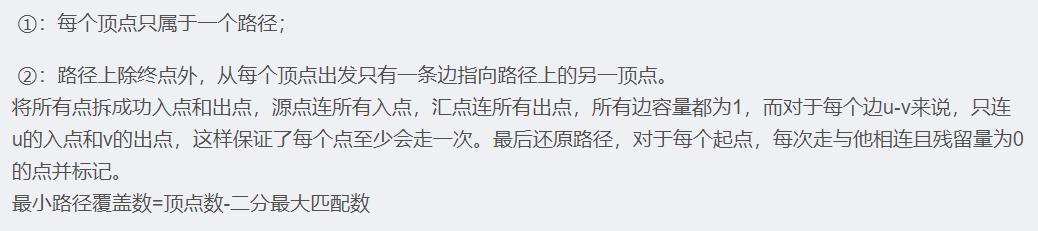 ①：每个顶点只属于一个路径；
②：路径上除终点外，从每个顶点出发只有一条边指向路径上的另一顶点。
将所有点拆成功入点和出点，源点连所有入点，汇点连所有出点，所有边容量都为1，而对于每个边u-v来说，只连
u的入点和v的出点，这样保证了每个点至少会走一次。最后还原路径，对于每个起点，每次走与他相连且残留量为0
的点并标记。
最小路径覆盖数=顶点数-二分最大匹配数